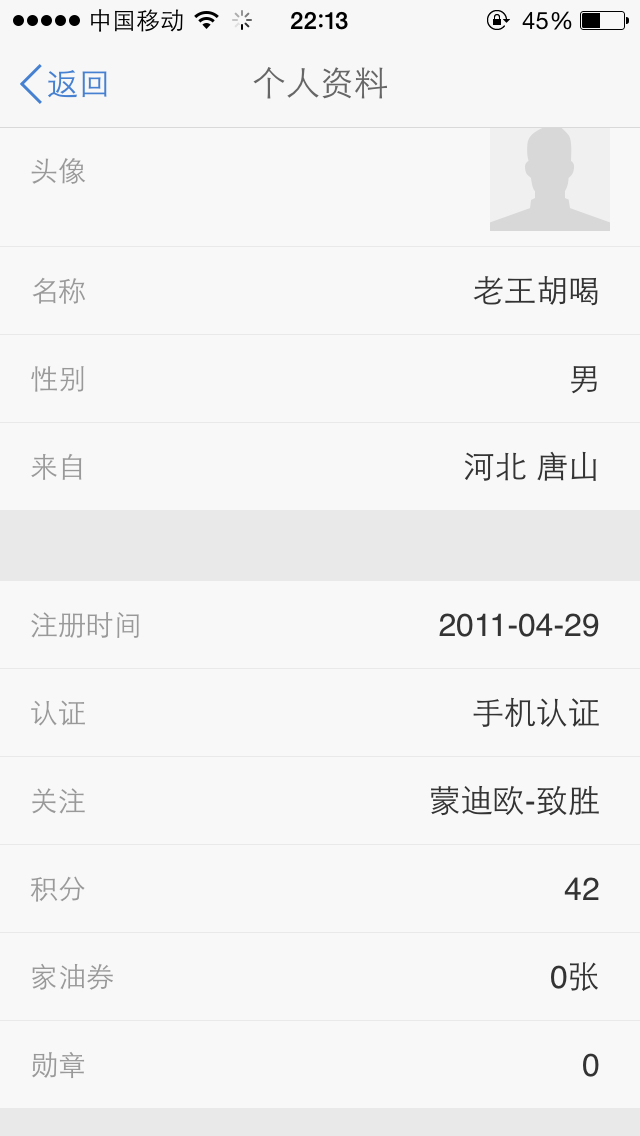 中国移动 22:13 45%
返回 个人资料
头像
名称 老王胡喝
性别 男
来自 河北 唐山
注册时间 2011-04-29
认证 手机认证
关注 蒙迪欧-致胜
积分 42
家油券 0张
勋章 0